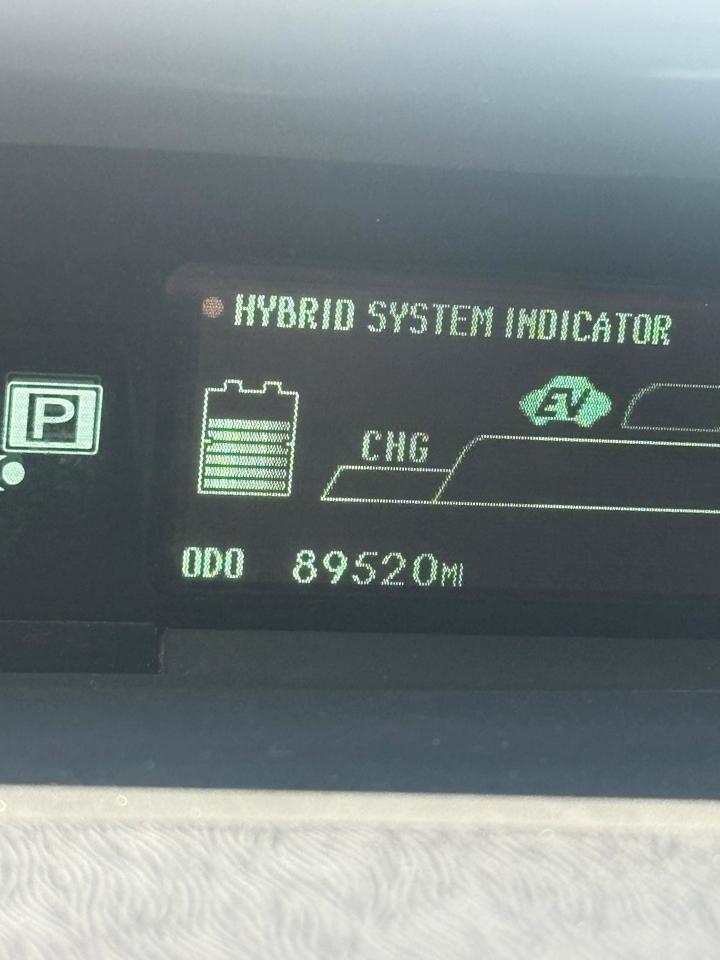 HYBRID SYSTEM INDICATOR
EV
P
CHG
ODO 89520MI